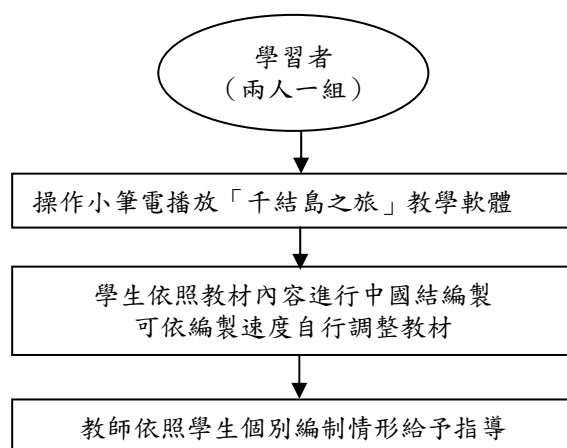 學習者
（兩人一組）
操作小筆電播放「千結島之旅」教學軟體
學生依照教材內容進行中國結編製
可依編製速度自行調整教材
教師依照學生個別編制情形給予指導